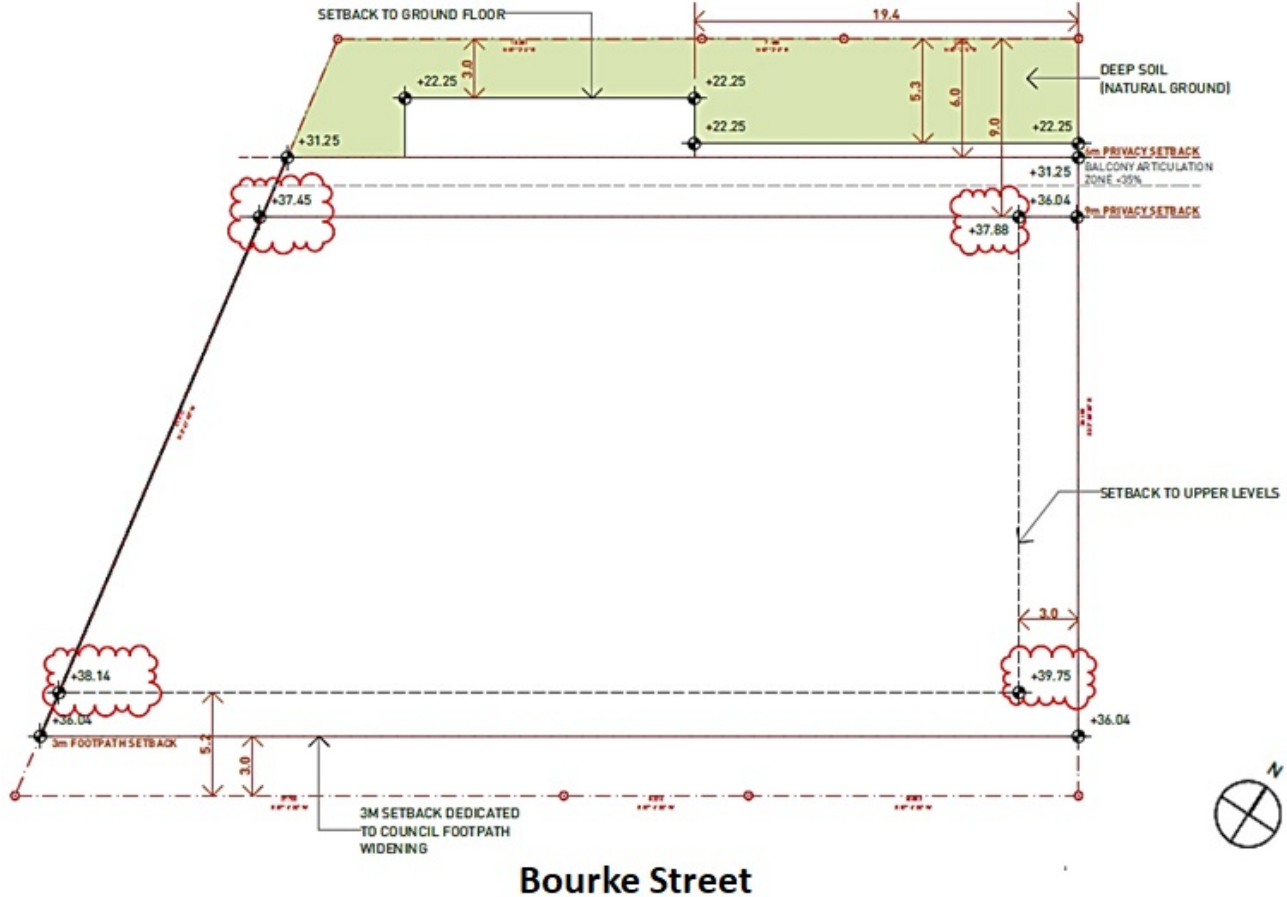 SETBACK TO GROUND FLOOR
19.4
3.0
+22.25
+22.25
5.3
6.0
9.0
DEEP SOIL
(NATURAL GROUND)
+22.25
+22.25
+31.25
6m PRIVACY SETBACK
+31.25
BALCONY ARTICULATION
ZONE <35%
+37.45
+36.04
9m PRIVACY SETBACK
+37.88
SETBACK TO UPPER LEVELS
3.0
+38.14
+39.75
+36.04
+36.04
3m FOOTPATH SETBACK
5.2
3.0
N
3M SETBACK DEDICATED
TO COUNCIL FOOTPATH
WIDENING
Bourke Street